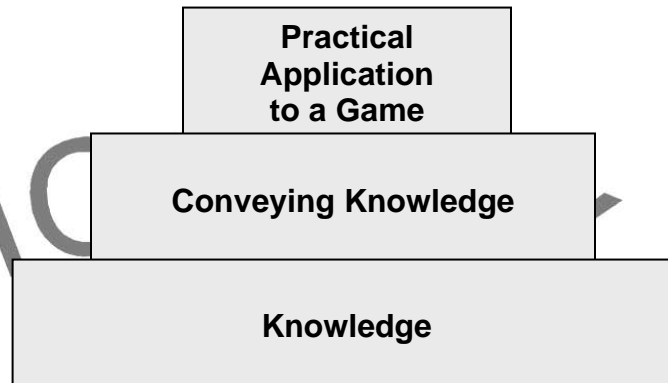 Practical
Application
to a Game
Conveying Knowledge
Knowledge